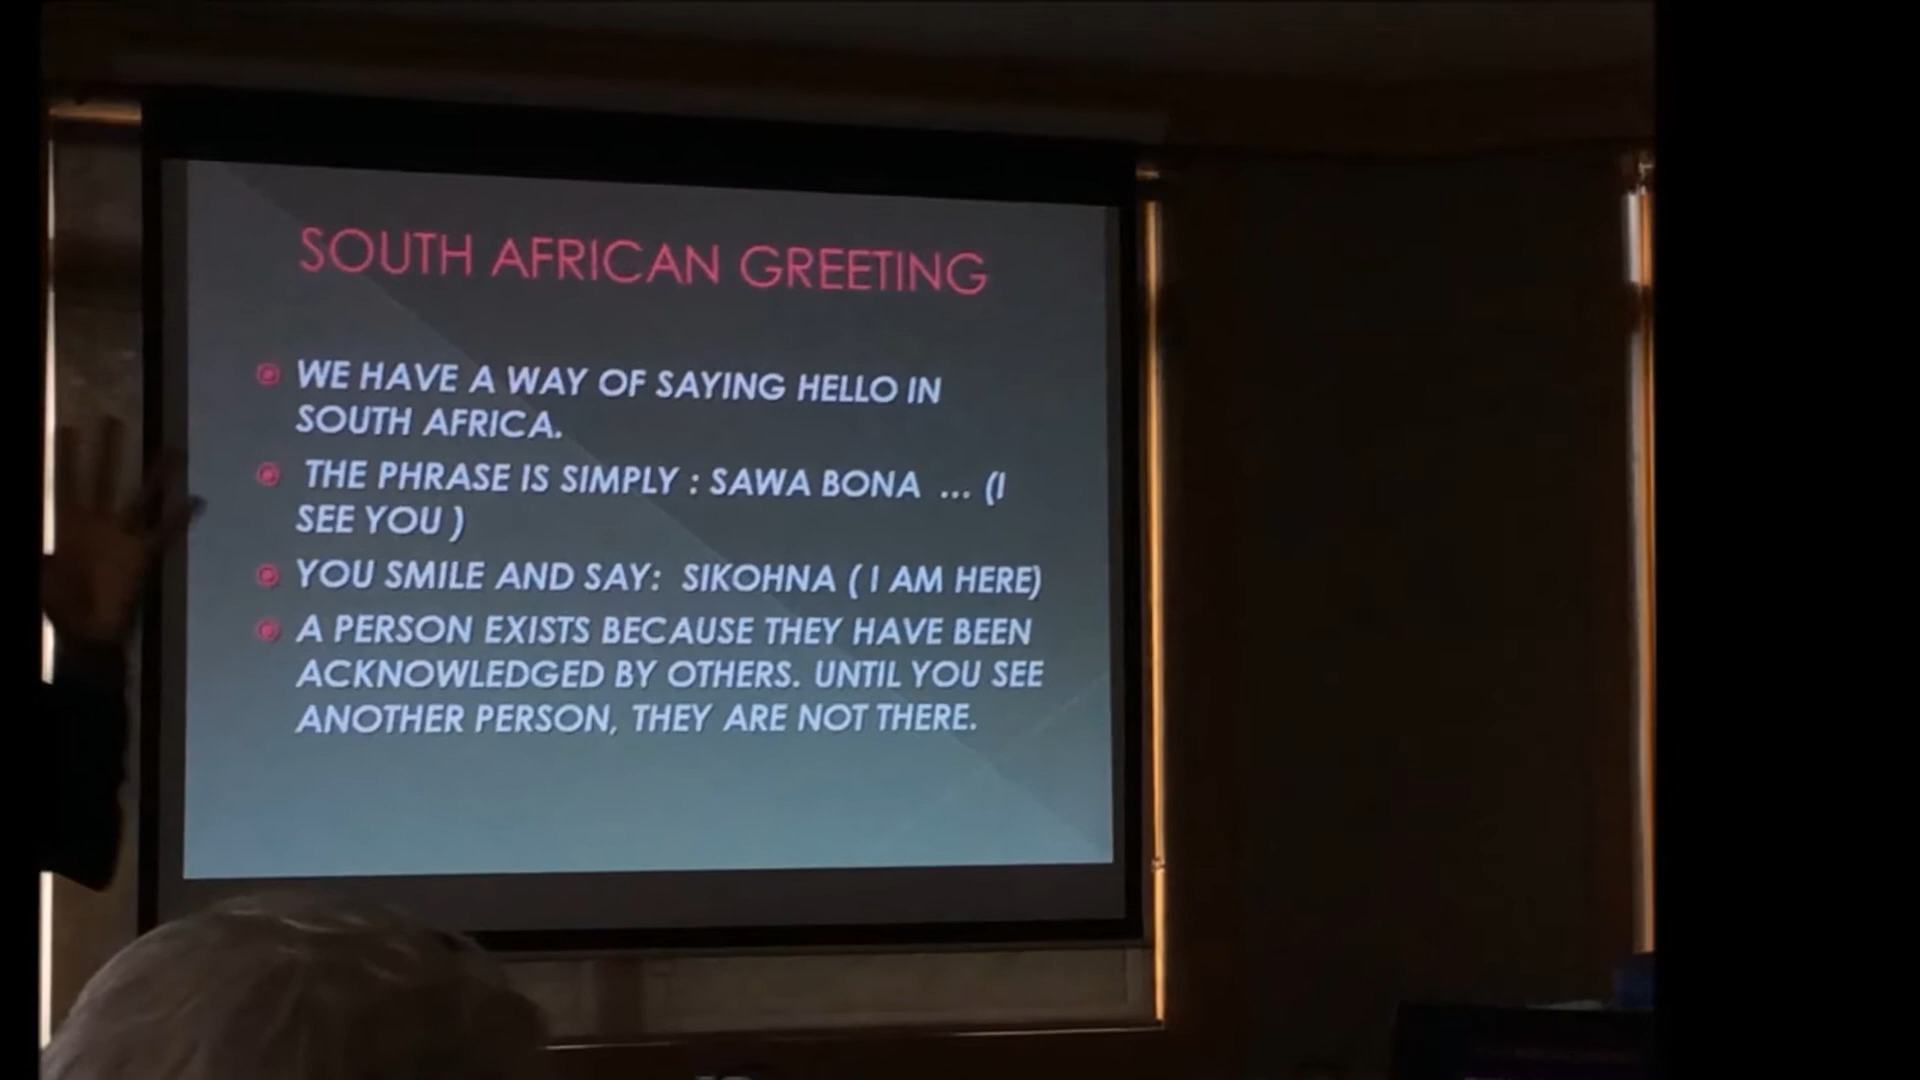 SOUTH AFRICAN GREETING
WE HAVE A WAY OF SAYING HELLO IN
SOUTH AFRICA.
THE PHRASE IS SIMPLY : SAWA BONA ... (I
SEE YOU )
YOU SMILE AND SAY: SIKOHNA ( I AM HERE)
A PERSON EXISTS BECAUSE THEY HAVE BEEN
ACKNOWLEDGED BY OTHERS. UNTIL YOU SEE
ANOTHER PERSON, THEY ARE NOT THERE.